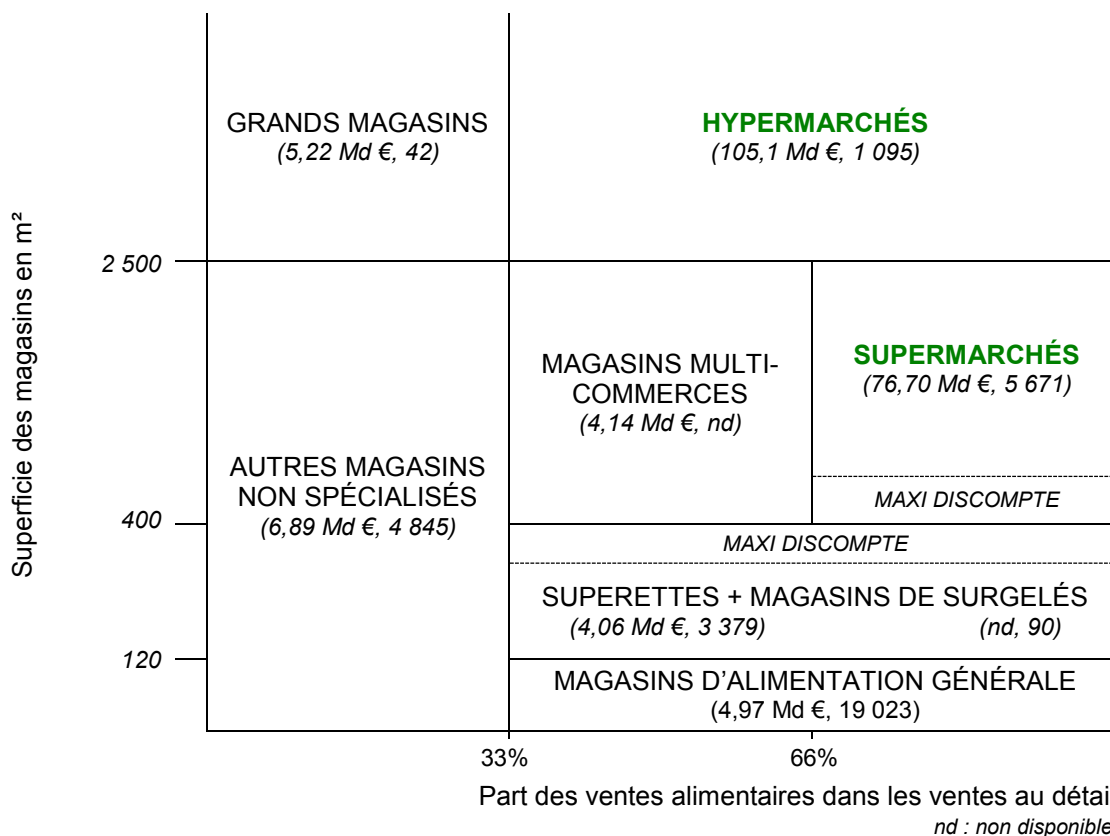 GRANDS MAGASINS
(5,22 Md €, 42)
HYPERMARCHÉS
(105,1 Md €, 1 095)
Superficie des magasins en m²
2 500
MAGASINS MULTI-
COMMERCES
(4,14 Md €, nd)
SUPERMARCHÉS
(76,70 Md €, 5 671)
AUTRES MAGASINS
NON SPÉCIALISÉS
(6,89 Md €, 4 845)
MAXI DISCOMPTE
400
MAXI DISCOMPTE
SUPERETTES + MAGASINS DE SURGELÉS
(4,06 Md €, 3 379) (nd, 90)
120
MAGASINS D’ALIMENTATION GÉNÉRALE
(4,97 Md €, 19 023)
33% 66%
Part des ventes alimentaires dans les ventes au détai
nd : non disponible